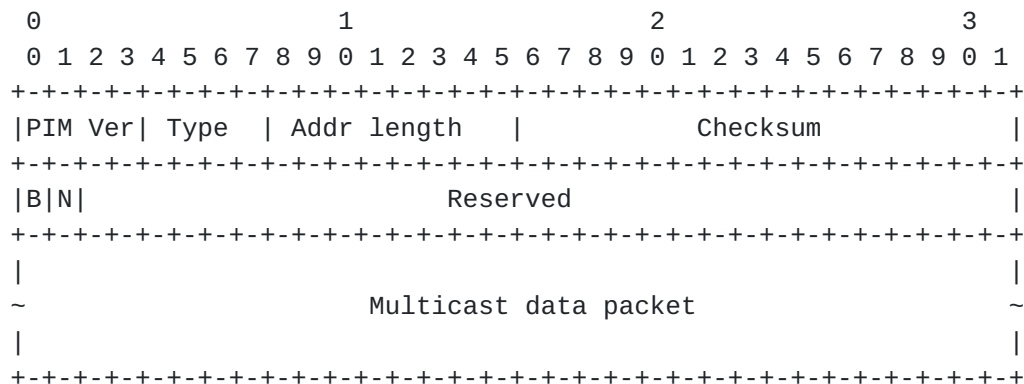 0                   1                   2                   3
 0 1 2 3 4 5 6 7 8 9 0 1 2 3 4 5 6 7 8 9 0 1 2 3 4 5 6 7 8 9 0 1
+-+-+-+-+-+-+-+-+-+-+-+-+-+-+-+-+-+-+-+-+-+-+-+-+-+-+-+-+-+-+-+-+
|PIM Ver| Type  | Addr length   |           Checksum            |
+-+-+-+-+-+-+-+-+-+-+-+-+-+-+-+-+-+-+-+-+-+-+-+-+-+-+-+-+-+-+-+-+
|B|N|                       Reserved                            |
+-+-+-+-+-+-+-+-+-+-+-+-+-+-+-+-+-+-+-+-+-+-+-+-+-+-+-+-+-+-+-+-+
|                                                               |
~                      Multicast data packet                    ~
|                                                               |
+-+-+-+-+-+-+-+-+-+-+-+-+-+-+-+-+-+-+-+-+-+-+-+-+-+-+-+-+-+-+-+-+